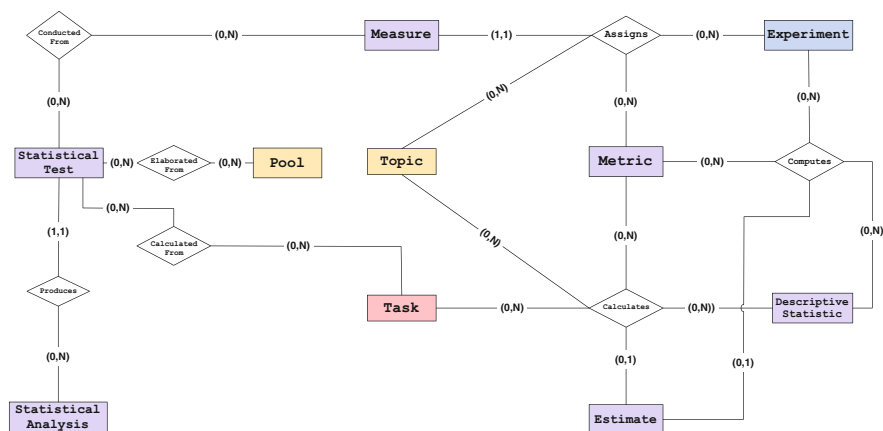 Conducted
From
(0,N)
Measure
(1,1)
Assigns
(0,N)
Experiment
(0,N)
(0,N)
(0,N)
(0,N)
Statistical
Test
(0,N)
Elaborated
From
(0,N)
Pool
Topic
Metric
(0,N)
Computes
(1,1)
(0,N)
Calculated
From
(0,N)
(0,N)
(0,N)
(0,N)
Produces
Task
(0,N)
Calculates
(0,N))
Descriptive
Statistic
(0,N)
(0,1)
(0,1)
Statistical
Analysis
Estimate